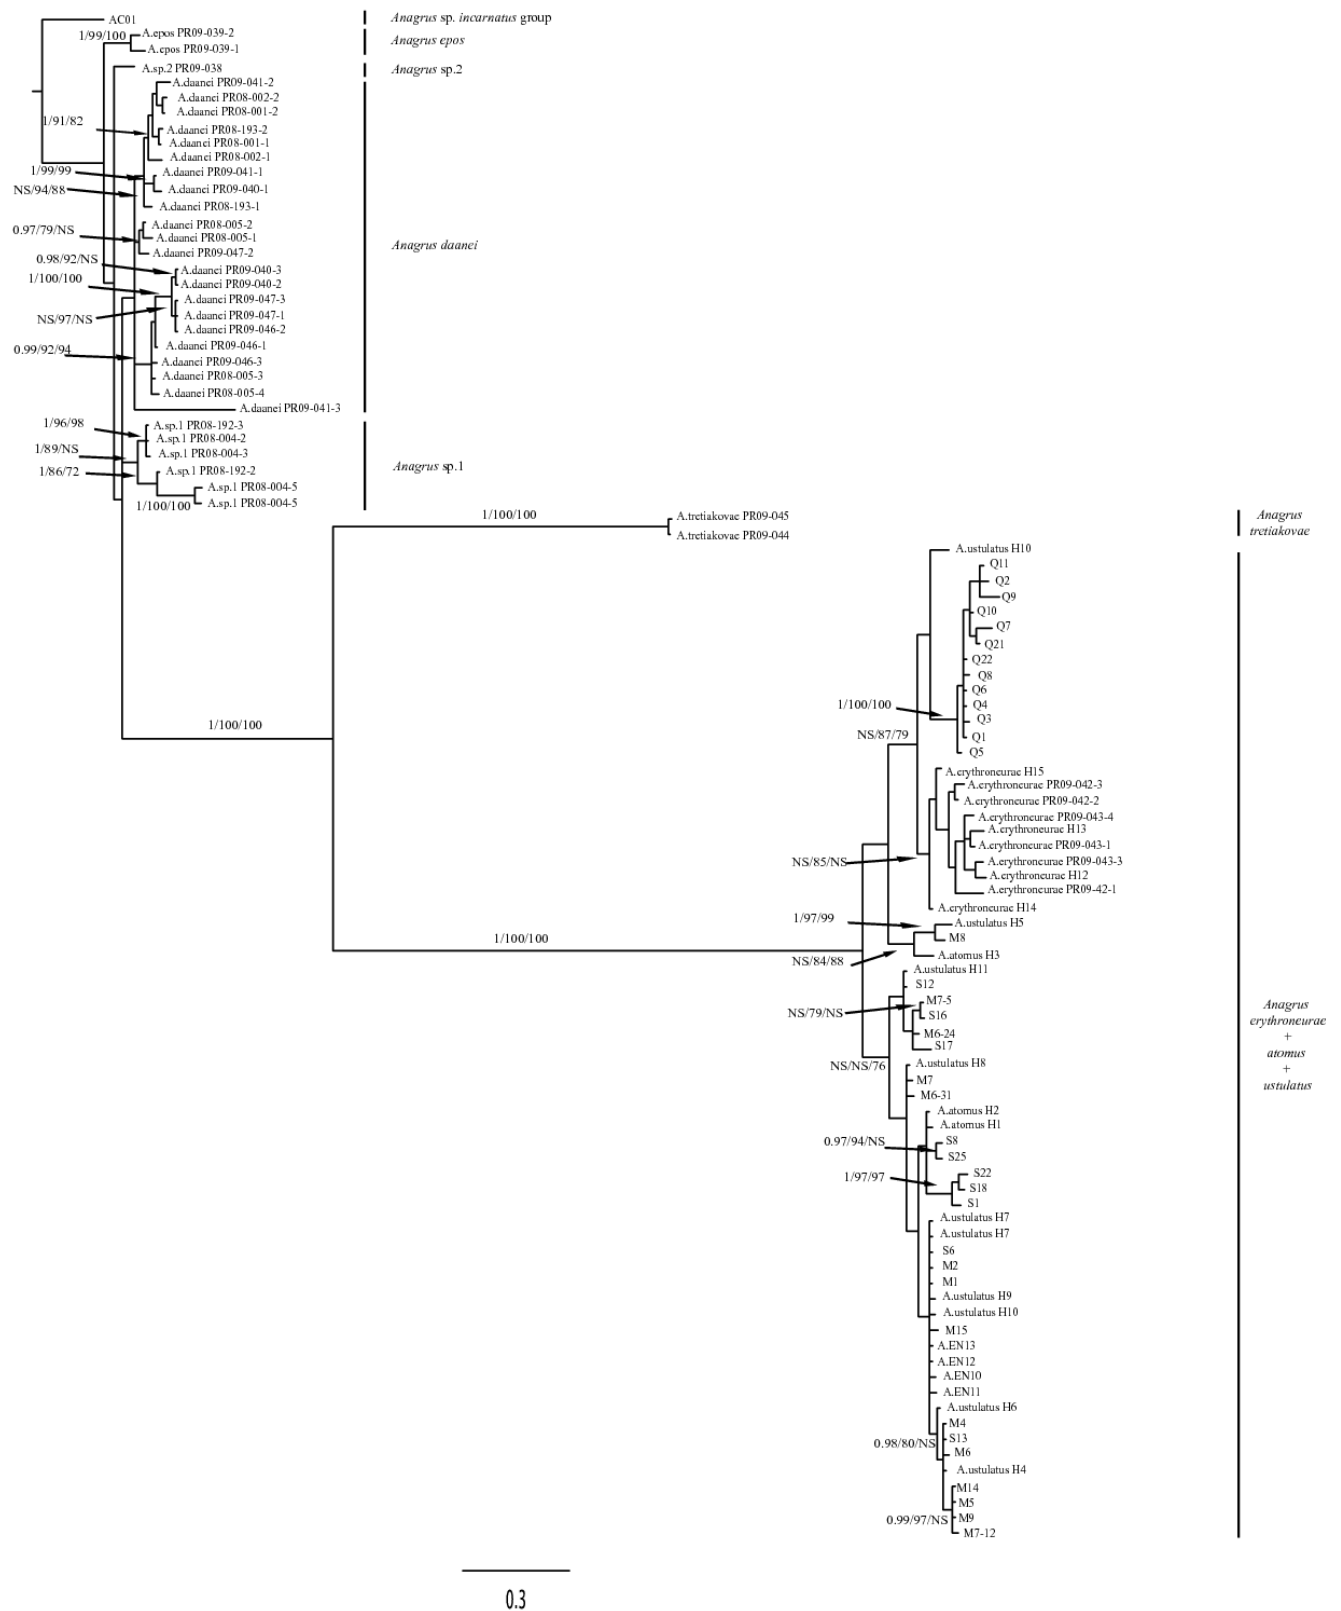 AC01
Anagrus sp. incarnatus group
1/99/100
A.epos PR09-039-2
A.epos PR09-039-1
Anagrus epos
A.sp.2 PR09-038
Anagrus sp.2
A.daanei PR09-041-2
A.daanei PR08-002-2
A.daanei PR08-001-2
1/91/82
A.daanei PR08-193-2
A.daanei PR08-001-1
A.daanei PR08-002-1
1/99/99
A.daanei PR09-041-1
NS/94/88
A.daanei PR09-040-1
A.daanei PR08-193-1
A.daanei PR08-005-2
0.97/79/NS
A.daanei PR08-005-1
Anagrus daanei
A.daanei PR09-047-2
0.98/92/NS
A.daanei PR09-040-3
1/100/100
A.daanei PR09-040-2
A.daanei PR09-047-3
NS/97/NS
A.daanei PR09-047-1
A.daanei PR09-046-2
0.99/92/94
A.daanei PR09-046-1
A.daanei PR09-046-3
A.daanei PR08-005-3
A.daanei PR08-005-4
A.daanei PR09-041-3
1/96/98
A.sp.1 PR08-192-3
A.sp.1 PR08-004-2
1/89/NS
A.sp.1 PR08-004-3
1/86/72
A.sp.1 PR08-192-2
Anagrus sp.1
A.sp.1 PR08-004-5
1/100/100
A.sp.1 PR08-004-5
1/100/100
A.tretiakovae PR09-045
A.tretiakovae PR09-044
Anagrus
tretiakovae
A.ustulatus H10
Q11
Q2
Q9
Q10
Q7
Q21
Q22
Q8
Q6
1/100/100
Q4
Q3
1/100/100
NS/87/79
Q1
Q5
A.erythroneurae H15
A.erythroneurae PR09-042-3
A.erythroneurae PR09-042-2
A.erythroneurae PR09-043-4
A.erythroneurae H13
A.erythroneurae PR09-043-1
NS/85/NS
A.erythroneurae PR09-043-3
A.erythroneurae H12
A.erythroneurae PR09-42-1
A.erythroneurae H14
1/97/99
A.ustulatus H5
1/100/100
M8
NS/84/88
A.atomus H3
A.ustulatus H11
S12
M7-5
NS/79/NS
S16
M6-24
S17
Anagrus
erythroneurae
+
atomus
+
ustulatus
NS/NS/76
A.ustulatus H8
M7
M6-31
A.atomus H2
A.atomus H1
0.97/94/NS
S8
S25
1/97/97
S22
S18
S1
A.ustulatus H7
A.ustulatus H7
S6
M2
M1
A.ustulatus H9
A.ustulatus H10
M15
A.EN13
A.EN12
A.EN10
A.EN11
A.ustulatus H6
M4
0.98/80/NS
S13
M6
A.ustulatus H4
M14
M5
0.99/97/NS
M9
M7-12
0.3